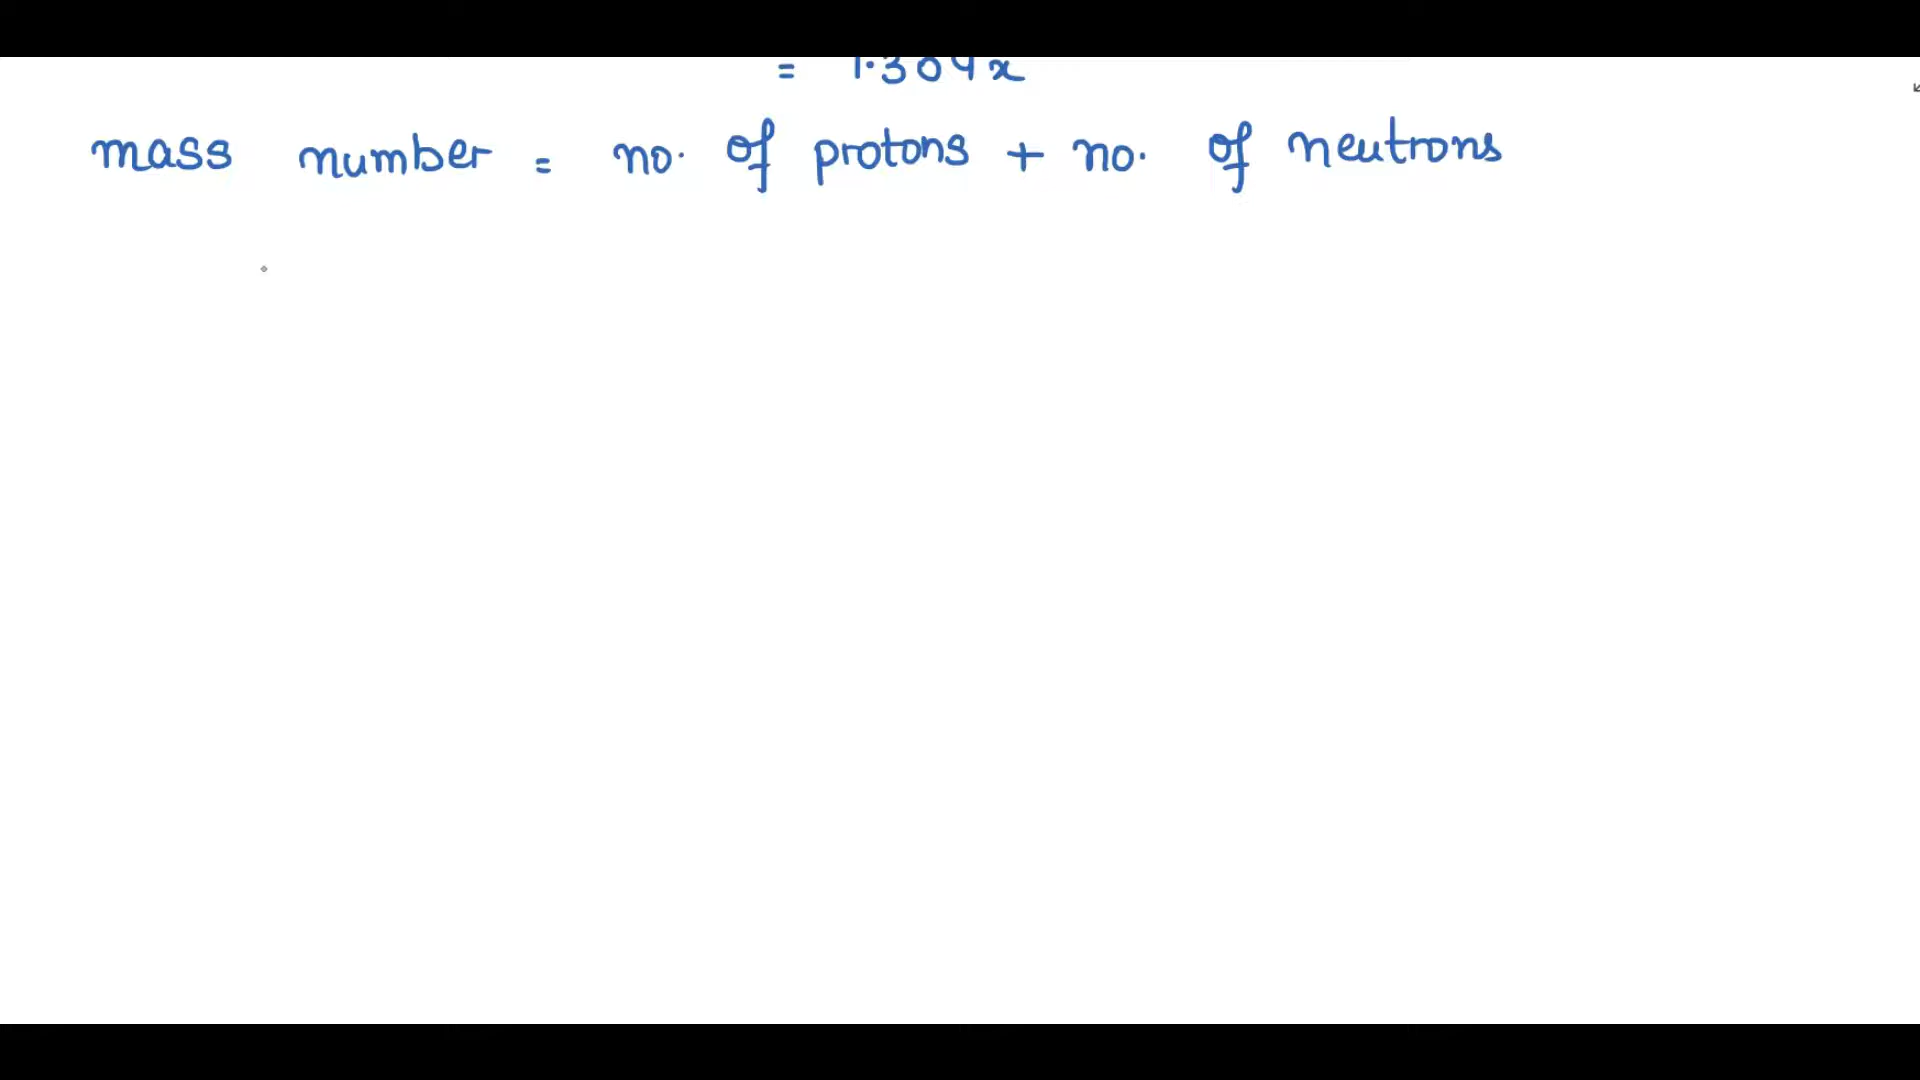 = 1.304x
mass number = no. of protons + no. of neutrons